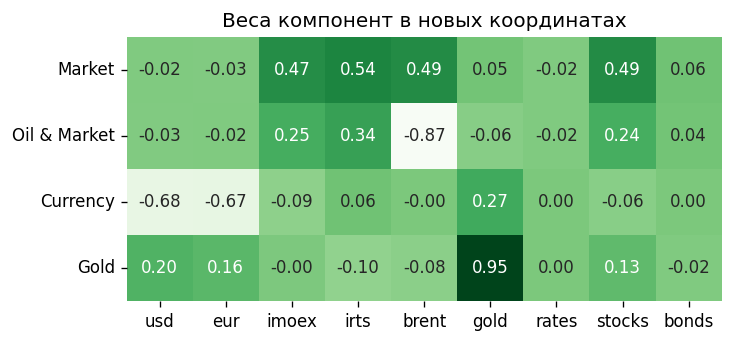 Веса компонент в новых координатах
Market -0.02 -0.03 0.47 0.54 0.49 0.05 -0.02 0.49 0.06
Oil & Market -0.03 -0.02 0.25 0.34 -0.87 -0.06 -0.02 0.24 0.04
Currency -0.68 -0.67 -0.09 0.06 -0.00 0.27 0.00 -0.06 0.00
Gold 0.20 0.16 -0.00 -0.10 -0.08 0.95 0.00 0.13 -0.02
usd eur imoex irts brent gold rates stocks bonds